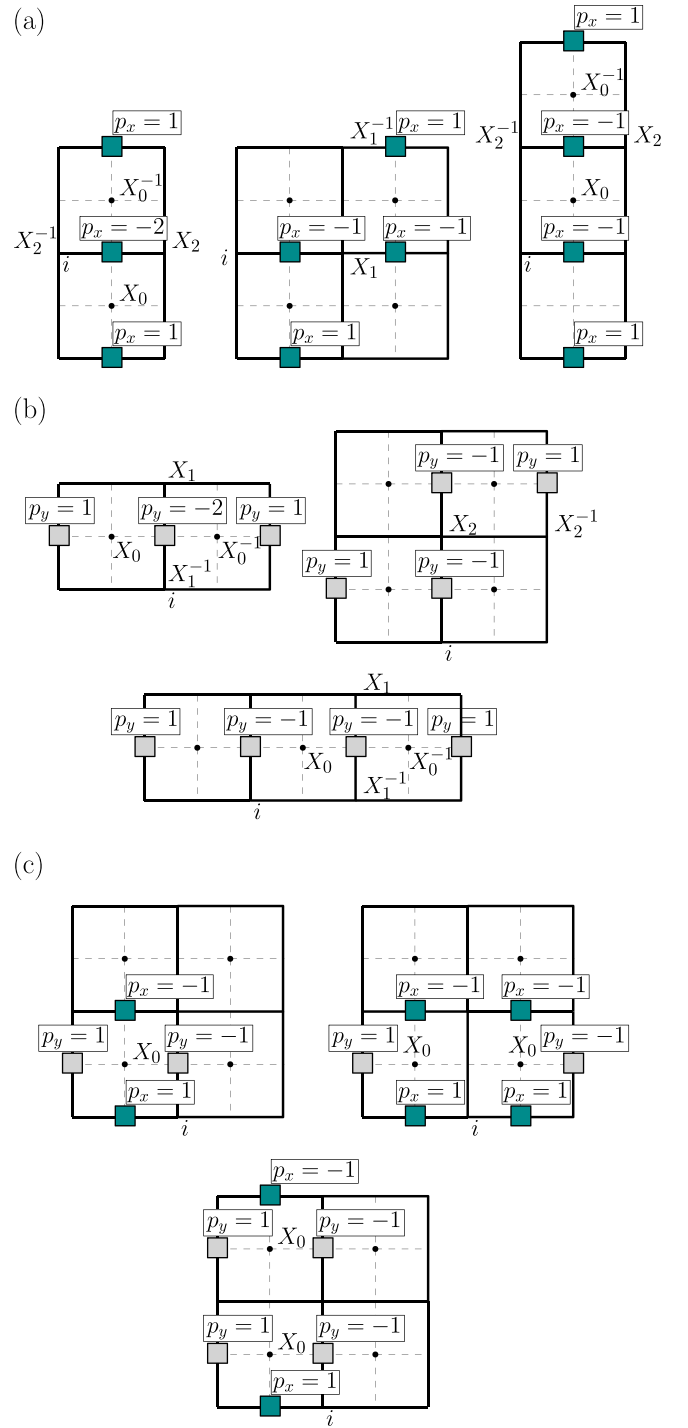 (a)
p_x = 1
X_0^{-1}
p_x = 1
X_1^{-1}
p_x = 1
X_2^{-1}
p_x = −1
X_2
X_0^{-1}
X_0
X_2^{-1}
p_x = −2
X_2
p_x = −1
p_x = −1
p_x = −1
i
i
X_1
i
X_0
p_x = 1
p_x = 1
p_x = 1
(b)
X_1
p_y = −1
p_y = 1
p_y = 1
p_y = −2
p_y = 1
X_2
X_2^{-1}
X_0
X_0^{-1}
X_1^{-1}
p_y = 1
p_y = −1
i
i
X_1
p_y = 1
p_y = −1
p_y = −1
p_y = 1
X_0
X_0^{-1}
X_1^{-1}
i
(c)
p_x = −1
p_x = −1
p_x = −1
p_y = 1
p_y = −1
p_y = 1
p_y = −1
X_0
X_0
X_0
p_x = 1
p_x = 1
p_x = 1
i
i
p_x = −1
p_y = 1
X_0
p_y = −1
p_y = 1
X_0
p_y = −1
p_x = 1
i